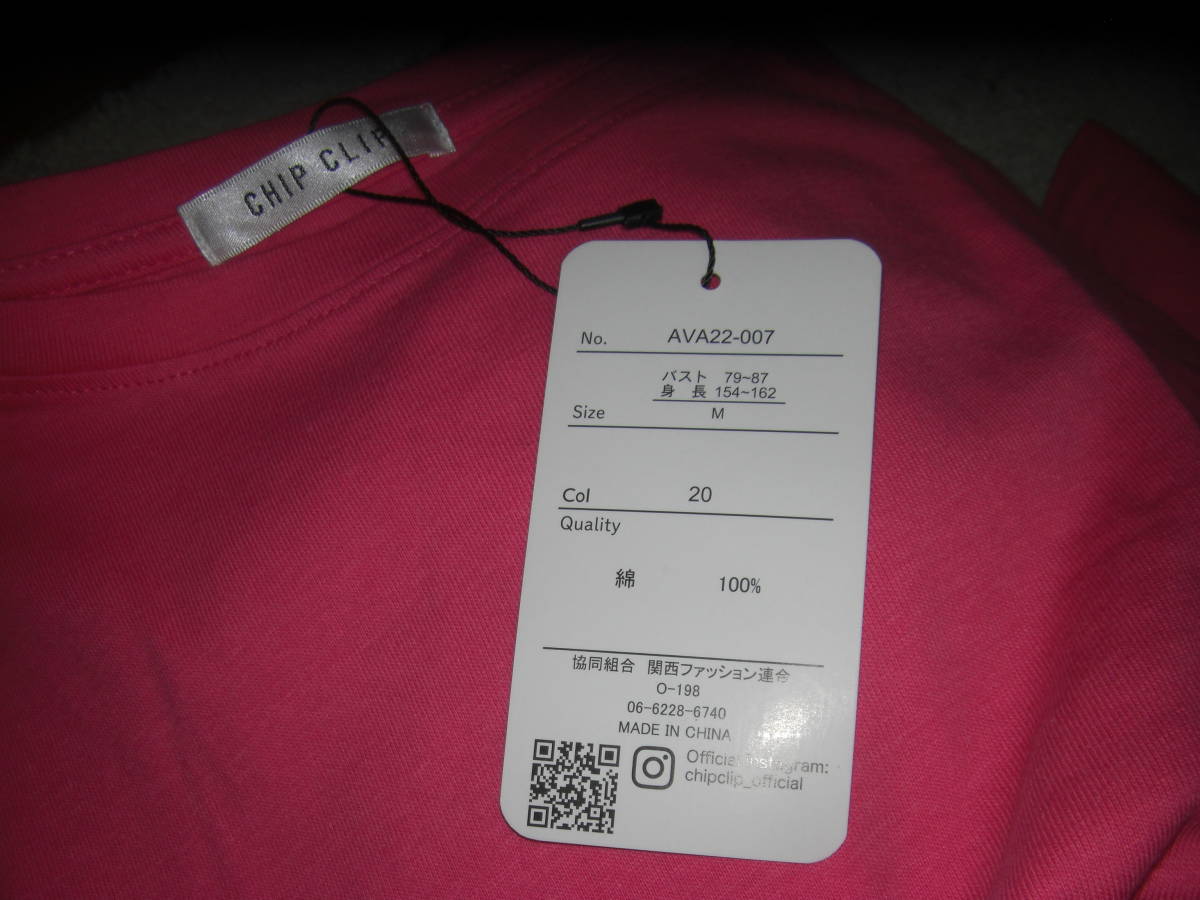 CHIP CLIP
No. AVA22-007
バスト 79~87
身 長 154~162
Size M
Col 20
Quality
綿 100%
協同組合 関西ファッション連合
O-198
06-6228-6740
MADE IN CHINA
Official Instagram:
chipclip_official